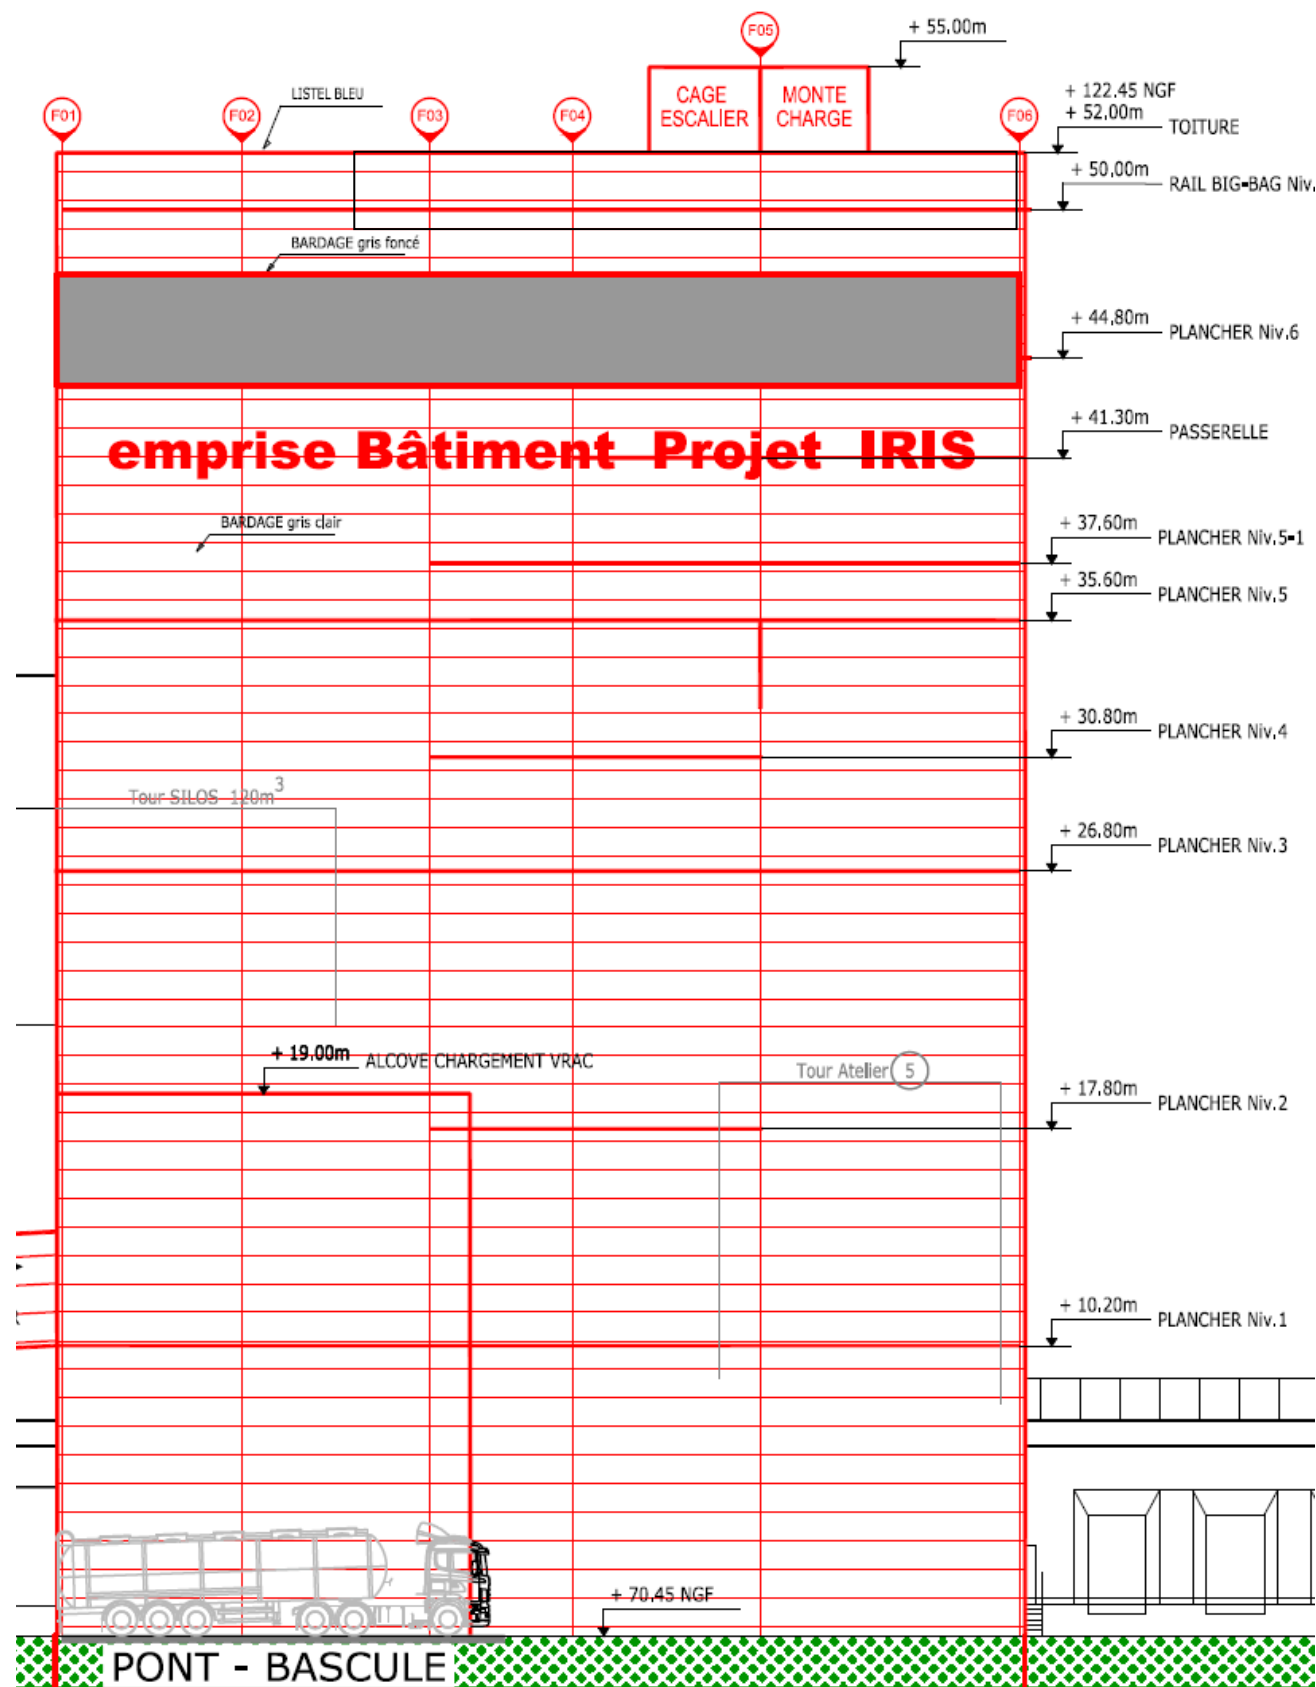 F05
+ 55.00m
CAGE
ESCALIER
MONTE
CHARGE
LISTEL BLEU
F01
F02
F03
F04
F06
+ 122.45 NGF
+ 52.00m
TOITURE
+ 50.00m
RAIL BIG-BAG Niv.
BARDAGE gris foncé
+ 44.80m
PLANCHER Niv.6
+ 41.30m
PASSERELLE
emprise Bâtiment Projet IRIS
BARDAGE gris clair
+ 37.60m
PLANCHER Niv.5-1
+ 35.60m
PLANCHER Niv.5
+ 30.80m
PLANCHER Niv.4
Tour SILOS 120m3
+ 26.80m
PLANCHER Niv.3
+ 19.00m
ALCOVE CHARGEMENT VRAC
Tour Atelier 5
+ 17.80m
PLANCHER Niv.2
+ 10.20m
PLANCHER Niv.1
+ 70.45 NGF
PONT - BASCULE